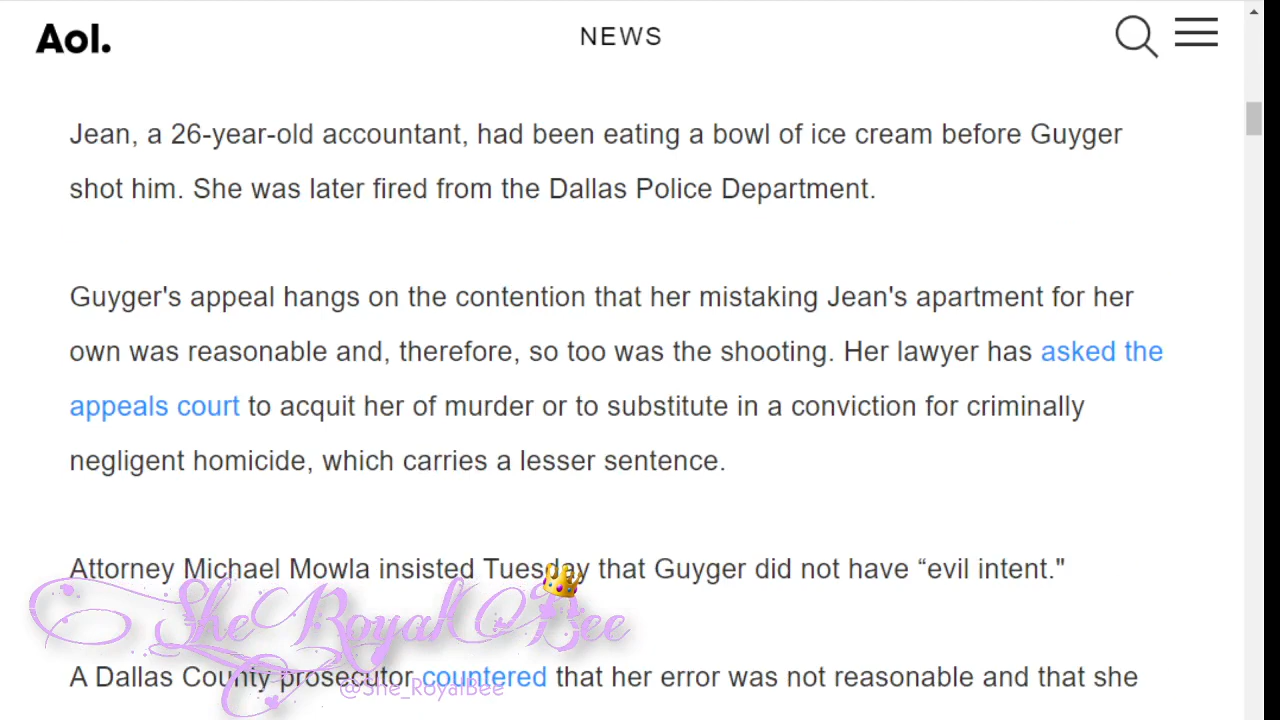 Aol.
NEWS
Jean, a 26-year-old accountant, had been eating a bowl of ice cream before Guyger
shot him. She was later fired from the Dallas Police Department.
Guyger's appeal hangs on the contention that her mistaking Jean's apartment for her
own was reasonable and, therefore, so too was the shooting. Her lawyer has asked the
appeals court to acquit her of murder or to substitute in a conviction for criminally
negligent homicide, which carries a lesser sentence.
Attorney Michael Mowla insisted Tuesday that Guyger did not have “evil intent."
SheRoyal Bee
A Dallas County prosecutor countered that her error was not reasonable and that she
@She_RoyalBee